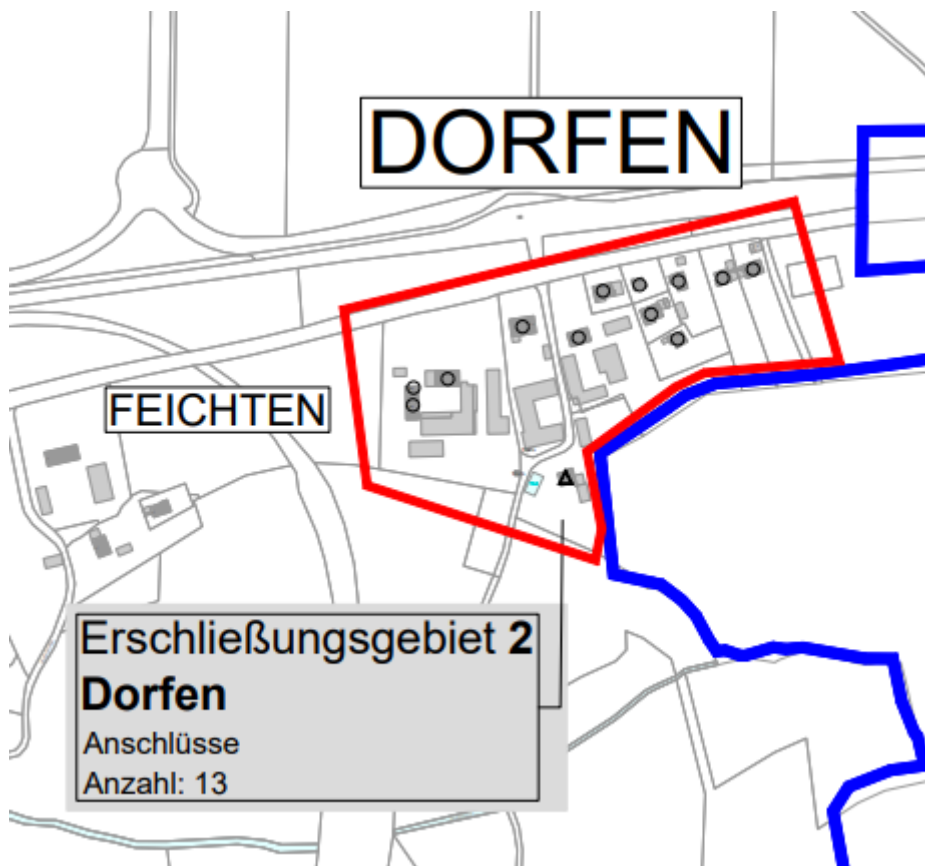 DORFEN
FEICHTEN
Erschließungsgebiet 2
Dorfen
Anschlüsse
Anzahl: 13